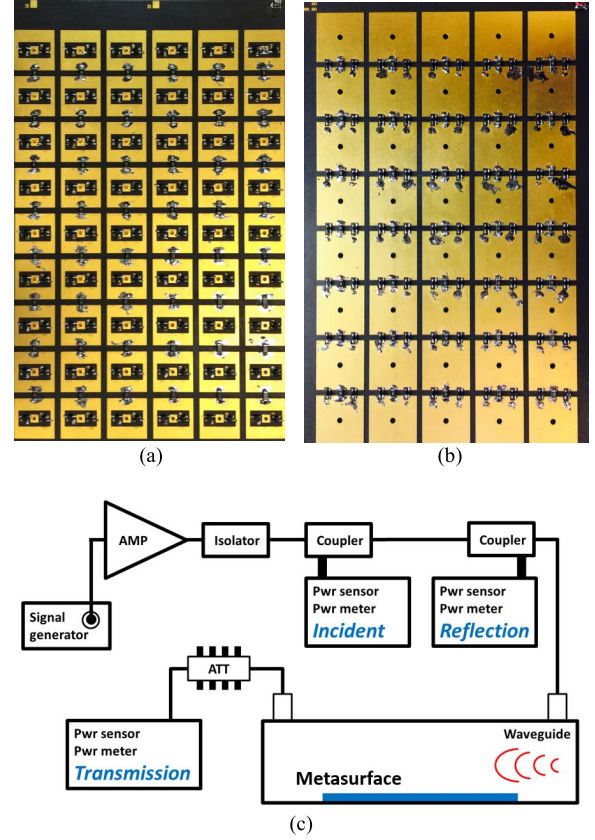 (a)
(b)
AMP
Isolator
Coupler
Coupler
Signal
generator
Pwr sensor
Pwr meter
Incident
Pwr sensor
Pwr meter
Reflection
ATT
Pwr sensor
Pwr meter
Transmission
Waveguide
Metasurface
(c)